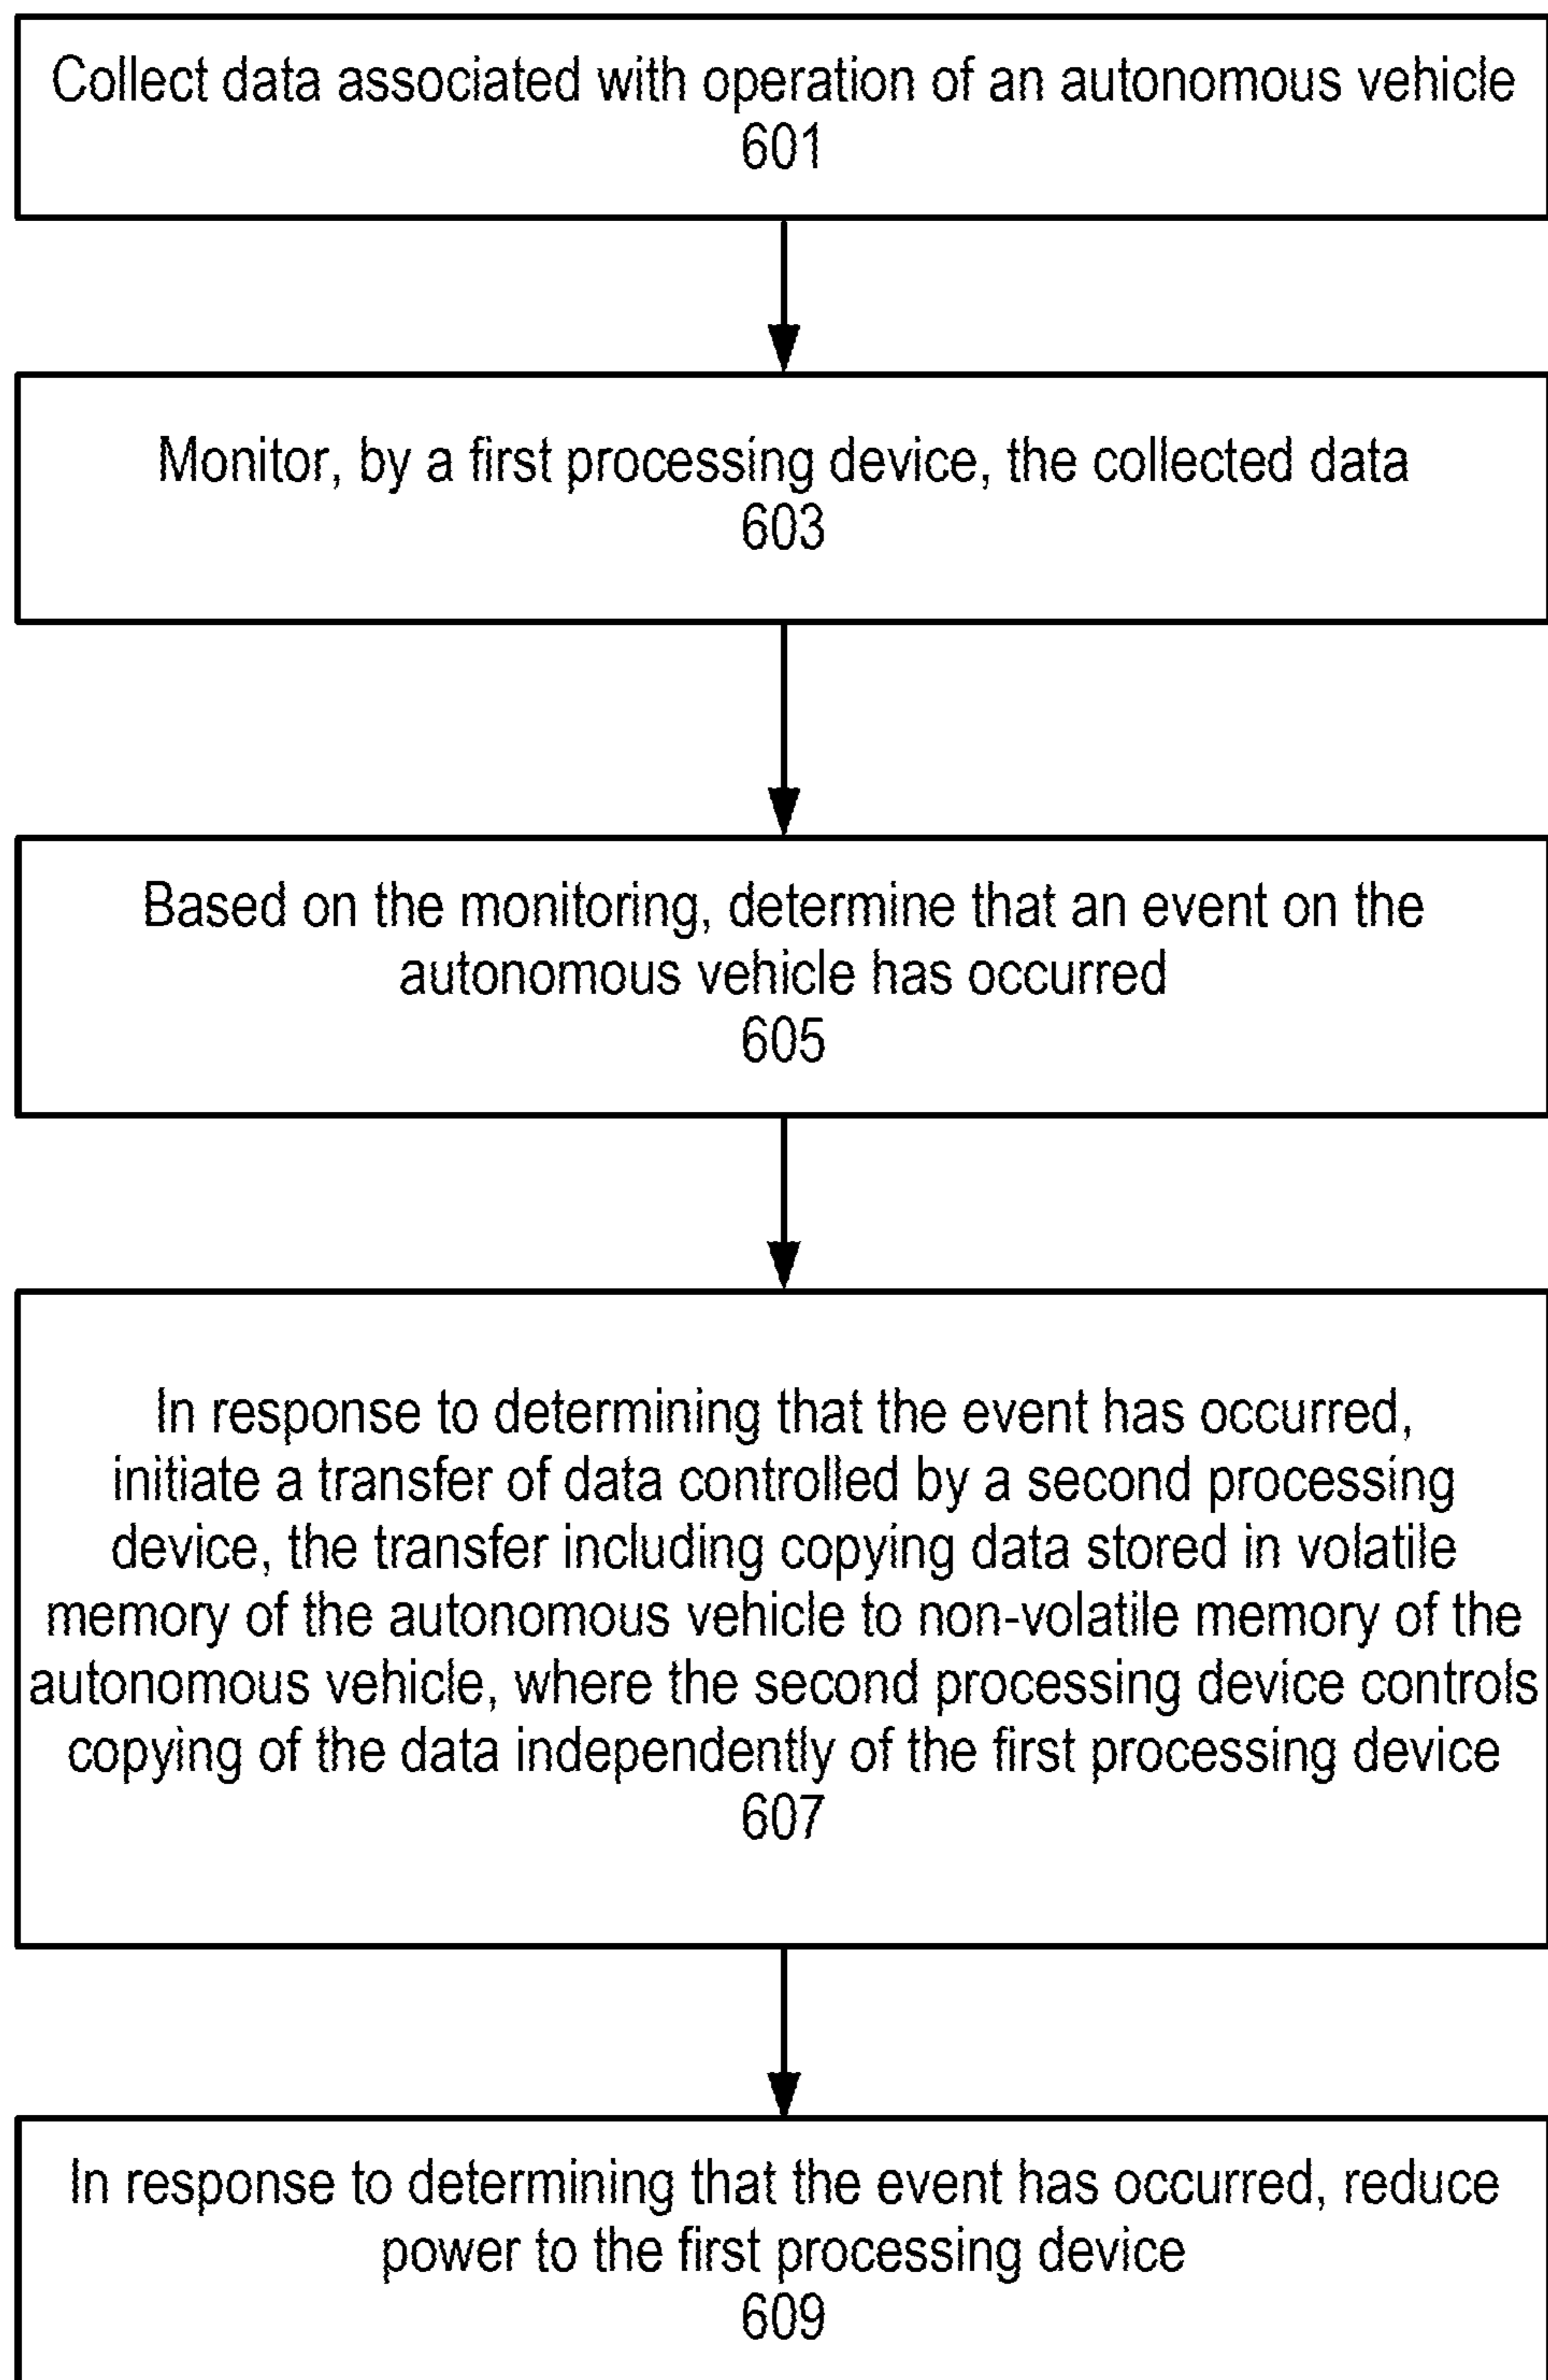 Collect data associated with operation of an autonomous vehicle
601
Monitor, by a first processing device, the collected data
603
Based on the monitoring, determine that an event on the
autonomous vehicle has occurred
605
In response to determining that the event has occurred,
initiate a transfer of data controlled by a second processing
device, the transfer including copying data stored in volatile
memory of the autonomous vehicle to non-volatile memory of the
autonomous vehicle, where the second processing device controls
copying of the data independently of the first processing device
607
In response to determining that the event has occurred, reduce
power to the first processing device
609